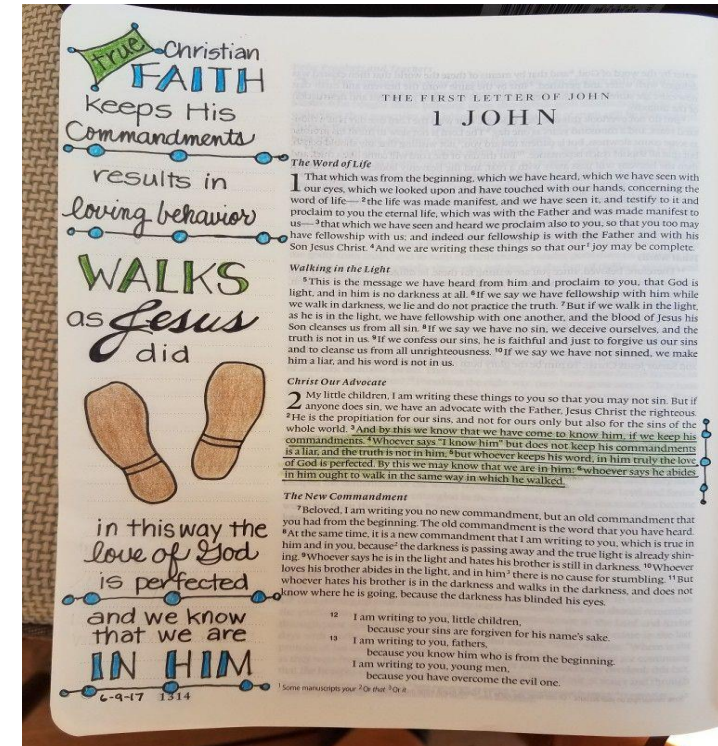 true Christian
FAITH
keeps His
Commandments
results in
loving behavior
WALKS
as Jesus
did
in this way the
love of God
is perfected
and we know
that we are
IN HIM
6-9-17 1314
THE FIRST LETTER OF JOHN
1 JOHN
The Word of Life
1 That which was from the beginning, which we have heard, which we have seen with
our eyes, which we looked upon and have touched with our hands, concerning the
word of life— 2 the life was made manifest, and we have seen it, and testify to it and
proclaim to you the eternal life, which was with the Father and was made manifest to
us— 3 that which we have seen and heard we proclaim also to you, so that you too may
have fellowship with us; and indeed our fellowship is with the Father and with his
Son Jesus Christ. 4 And we are writing these things so that our1 joy may be complete.
Walking in the Light
5 This is the message we have heard from him and proclaim to you, that God is
light, and in him is no darkness at all. 6 If we say we have fellowship with him while
we walk in darkness, we lie and do not practice the truth. 7 But if we walk in the light,
as he is in the light, we have fellowship with one another, and the blood of Jesus his
Son cleanses us from all sin. 8 If we say we have no sin, we deceive ourselves, and the
truth is not in us. 9 If we confess our sins, he is faithful and just to forgive us our sins
and to cleanse us from all unrighteousness. 10 If we say we have not sinned, we make
him a liar, and his word is not in us.
Christ Our Advocate
2 My little children, I am writing these things to you so that you may not sin. But if
anyone does sin, we have an advocate with the Father, Jesus Christ the righteous.
2 He is the propitiation for our sins, and not for ours only but also for the sins of the
whole world. 3 And by this we know that we have come to know him, if we keep his
commandments. 4 Whoever says "I know him" but does not keep his commandments
is a liar, and the truth is not in him, 5 but whoever keeps his word, in him truly the love
of God is perfected. By this we may know that we are in him: 6 whoever says he abides
in him ought to walk in the same way in which he walked.
The New Commandment
7 Beloved, I am writing you no new commandment, but an old commandment that
you had from the beginning. The old commandment is the word that you have heard.
8 At the same time, it is a new commandment that I am writing to you, which is true in
him and in you, because2 the darkness is passing away and the true light is already shin-
ing. 9 Whoever says he is in the light and hates his brother is still in darkness. 10 Whoever
loves his brother abides in the light, and in him3 there is no cause for stumbling. 11 But
whoever hates his brother is in the darkness and walks in the darkness, and does not
know where he is going, because the darkness has blinded his eyes.
12 I am writing to you, little children,
because your sins are forgiven for his name's sake.
13 I am writing to you, fathers,
because you know him who is from the beginning.
I am writing to you, young men,
because you have overcome the evil one.
1 Some manuscripts your 2 Or that 3 Or it